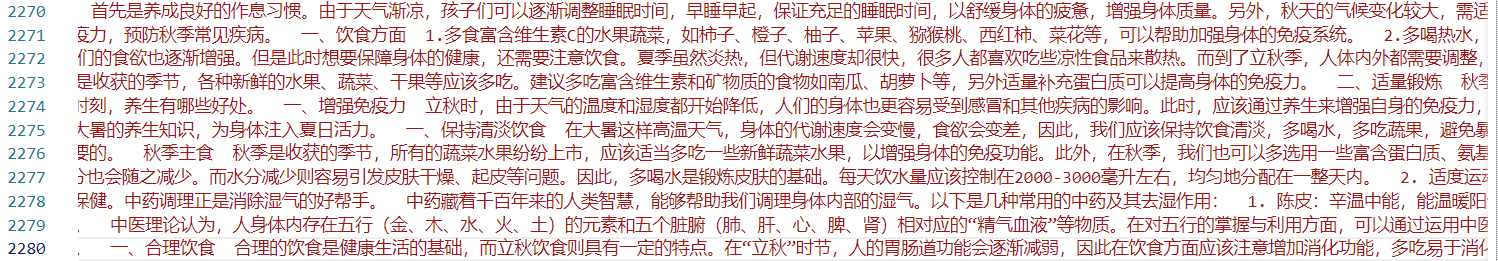 2270 首先是养成良好的作息习惯。由于天气渐凉，孩子们可以逐渐调整睡眠时间，早睡早起，保证充足的睡眠时间，以舒缓身体的疲惫，增强身体质量。另外，秋天的气候变化较大，需适
2271 疫力，预防秋季常见疾病。 一、饮食方面 1.多食富含维生素C的水果蔬菜，如柿子、橙子、柚子、苹果、猕猴桃、西红柿、菜花等，可以帮助加强身体的免疫系统。 2.多喝热水，
2272 们的食欲也逐渐增强。但是此时想要保障身体的健康，还需要注意饮食。夏季虽然炎热，但代谢速度却很快，很多人都喜欢吃些凉性食品来散热。而到了立秋季，人体内外都需要调整，
2273 是收获的季节，各种新鲜的水果、蔬菜、干果等应该多吃。建议多吃富含维生素和矿物质的食物如南瓜、胡萝卜等，另外适量补充蛋白质可以提高身体的免疫力。 二、适量锻炼 秋季
2274 时刻，养生有哪些好处。 一、增强免疫力 立秋时，由于天气的温度和湿度都开始降低，人们的身体也更容易受到感冒和其他疾病的影响。此时，应该通过养生来增强自身的免疫力，
2275 大暑的养生知识，为身体注入夏日活力。 一、保持清淡饮食 在大暑这样高温天气，身体的代谢速度会变慢，食欲会变差，因此，我们应该保持饮食清淡，多喝水，多吃蔬果，避免暴
2276 要的。 秋季主食 秋季是收获的季节，所有的蔬菜水果纷纷上市，应该适当多吃一些新鲜蔬菜水果，以增强身体的免疫功能。此外，在秋季，我们也可以多选用一些富含蛋白质、氨基
2277 分也会随之减少。而水分减少则容易引发皮肤干燥、起皮等问题。因此，多喝水是锻炼皮肤的基础。每天饮水量应该控制在2000-3000毫升左右，均匀地分配在一整天内。 2. 适度运动
2278 保健。中药调理正是消除湿气的好帮手。 中药藏着千百年来的人类智慧，能够帮助我们调理身体内部的湿气。以下是几种常用的中药及其去湿作用： 1. 陈皮：辛温中能，能温暖阳
2279 。 中医理论认为，人身体内存在五行（金、木、水、火、土）的元素和五个脏腑（肺、肝、心、脾、肾）相对应的“精气血液”等物质。在对五行的掌握与利用方面，可以通过运用中医
2280 。 一、合理饮食 合理的饮食是健康生活的基础，而立秋饮食则具有一定的特点。在“立秋”时节，人的胃肠道功能会逐渐减弱，因此在饮食方面应该注意增加消化功能，多吃易于消化